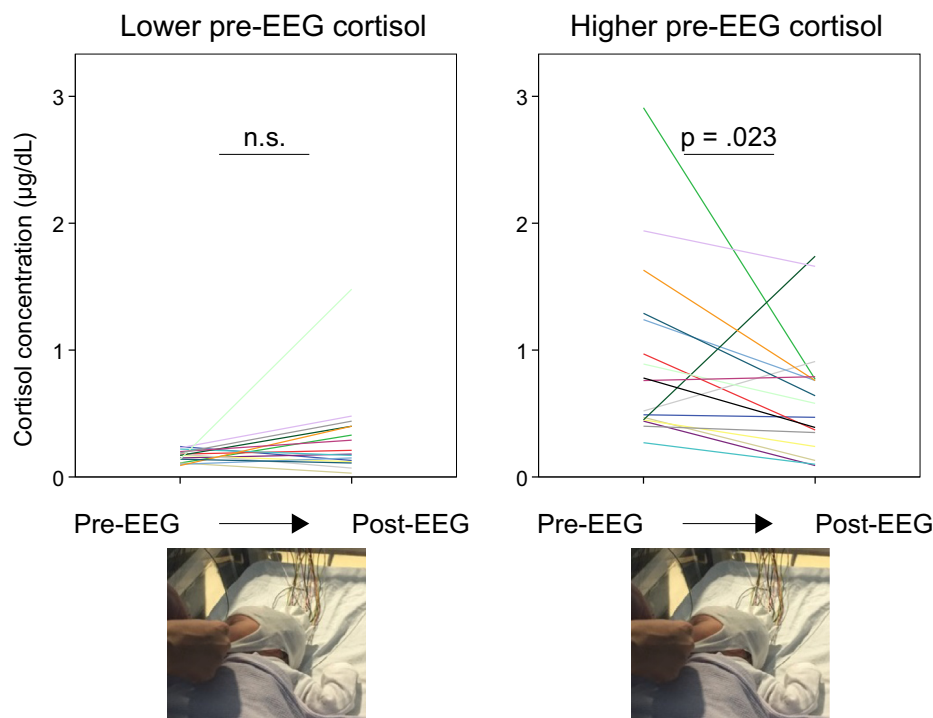 Lower pre-EEG cortisol
Higher pre-EEG cortisol
Cortisol concentration (µg/dL)
3
2
1
0
n.s.
3
2
1
0
p = .023
Pre-EEG
Post-EEG
Pre-EEG
Post-EEG